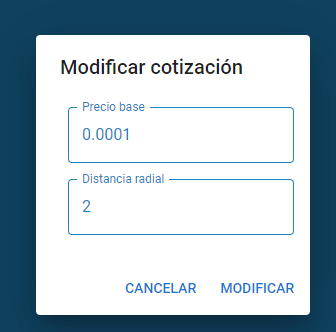 Modificar cotización
Precio base
0.0001
Distancia radial
2
CANCELAR MODIFICAR